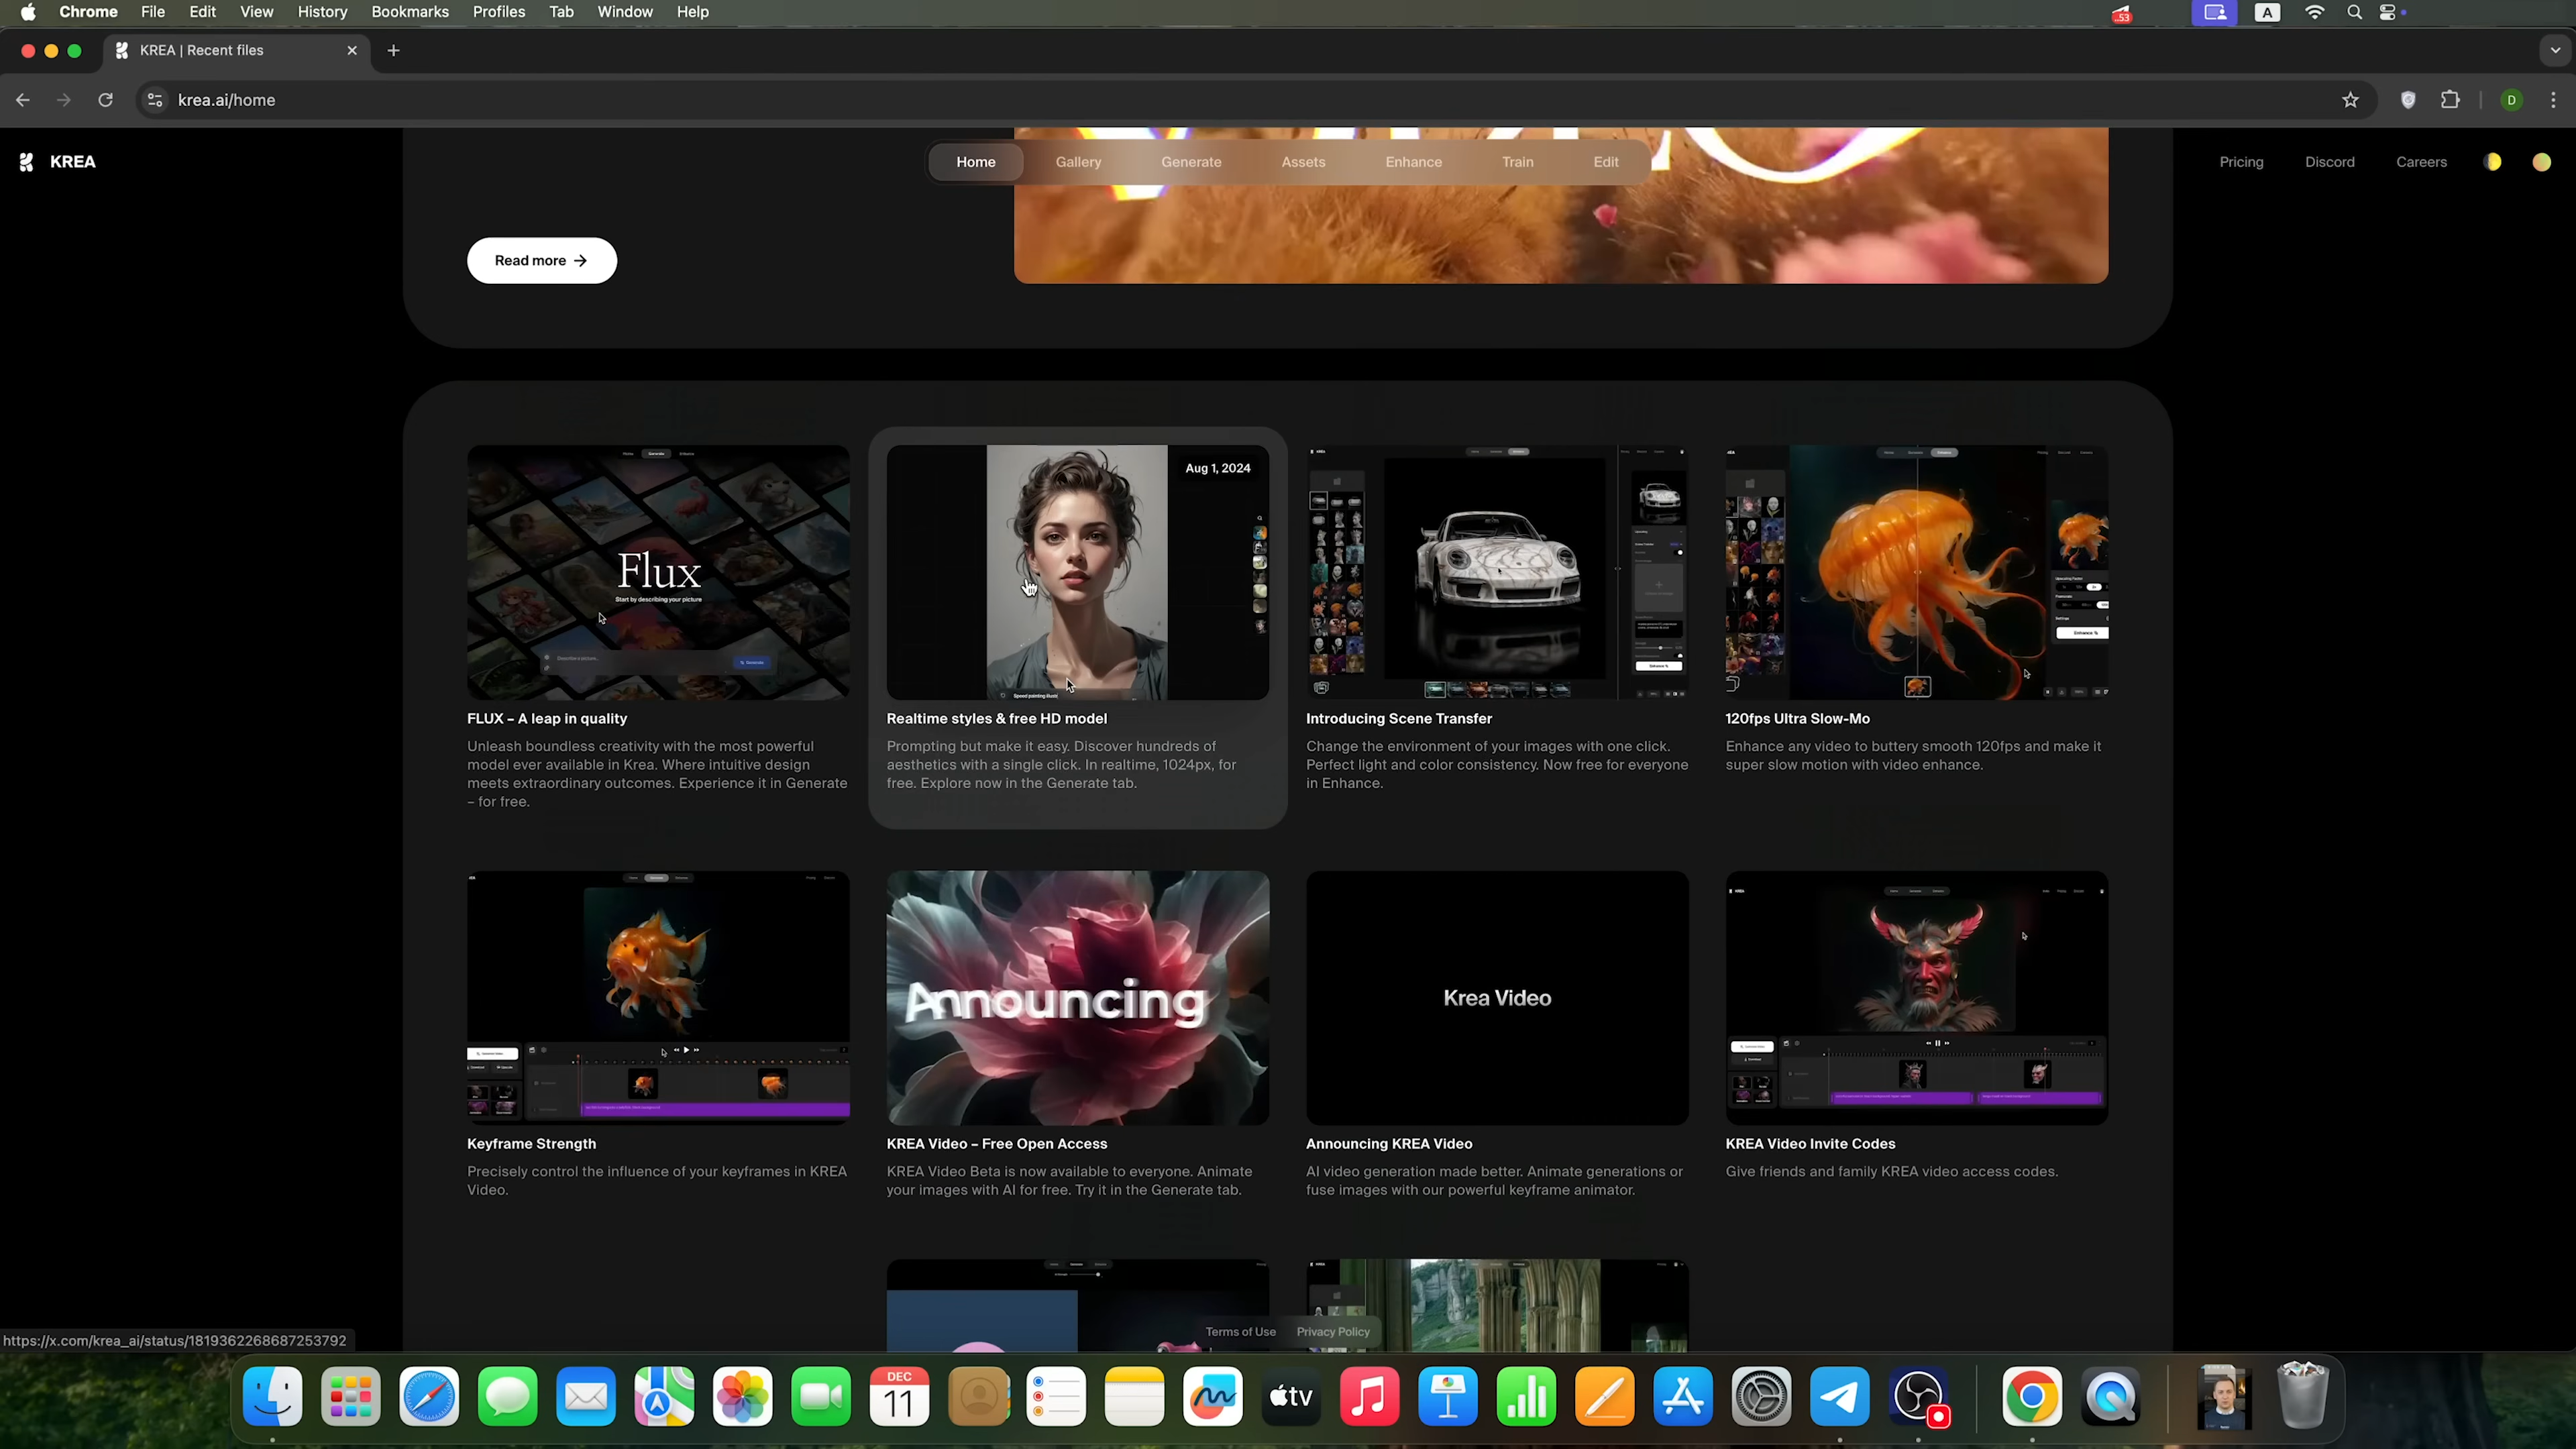 Chrome File Edit View History Bookmarks Profiles Tab Window Help
53
A
KREA | Recent files
krea.ai/home
D
KREA
Home Gallery Generate Assets Enhance Train Edit
Pricing Discord Careers
Read more →
Flux
Start by describing your picture
Aug 1, 2024
Speed painting illustr
FLUX – A leap in quality
Unleash boundless creativity with the most powerful
model ever available in Krea. Where intuitive design
meets extraordinary outcomes. Experience it in Generate
– for free.
Realtime styles & free HD model
Prompting but make it easy. Discover hundreds of
aesthetics with a single click. In realtime, 1024px, for
free. Explore now in the Generate tab.
Introducing Scene Transfer
Change the environment of your images with one click.
Perfect light and color consistency. Now free for everyone
in Enhance.
120fps Ultra Slow-Mo
Enhance any video to buttery smooth 120fps and make it
super slow motion with video enhance.
Announcing
Krea Video
Keyframe Strength
Precisely control the influence of your keyframes in KREA
Video.
KREA Video – Free Open Access
KREA Video Beta is now available to everyone. Animate
your images with AI for free. Try it in the Generate tab.
Announcing KREA Video
AI video generation made better. Animate generations or
fuse images with our powerful keyframe animator.
KREA Video Invite Codes
Give friends and family KREA video access codes.
Terms of Use Privacy Policy
https://x.com/krea_ai/status/1819362268687253792
DEC
11
tv